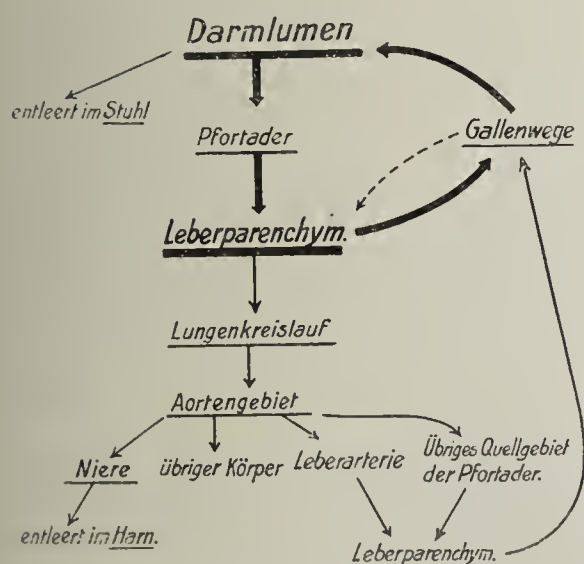 Darmlumen
entleert im Stuhl
Pfortader
Gallenwege
Leberparenchym.
Lungenkreislauf
Aortengebiet
Niere
übriger Körper
Leberarterie
Übriges Quellgebiet
der Pfortader.
entleert im Harn.
Leberparenchym.